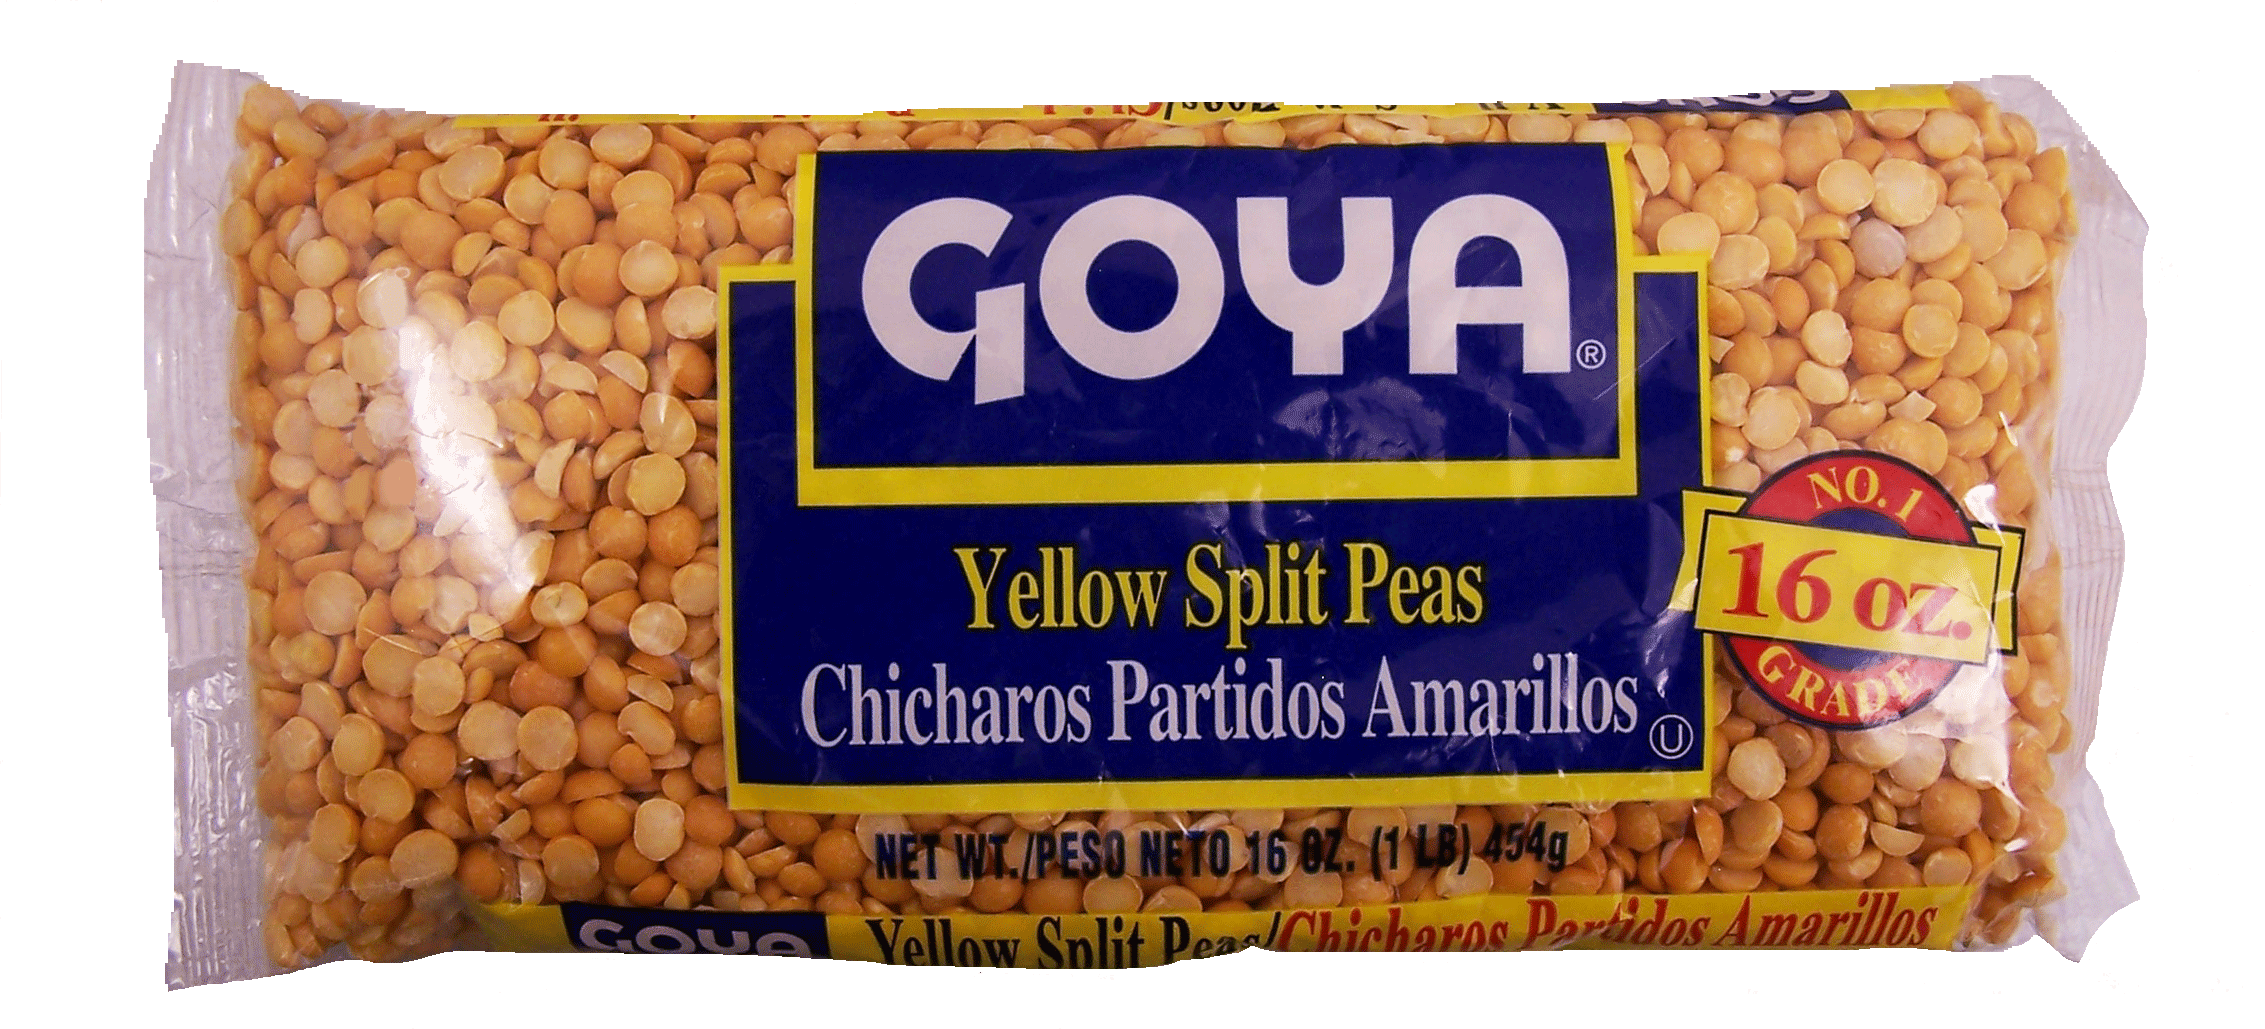 GOYA®
Yellow Split Peas
Chicharos Partidos Amarillos Ⓤ
NO. 1
16 OZ.
GRADE
NET WT./PESO NETO 16 OZ. (1 LB) 454g
GOYA Yellow Split Peas/Chicharos Partidos Amarillos